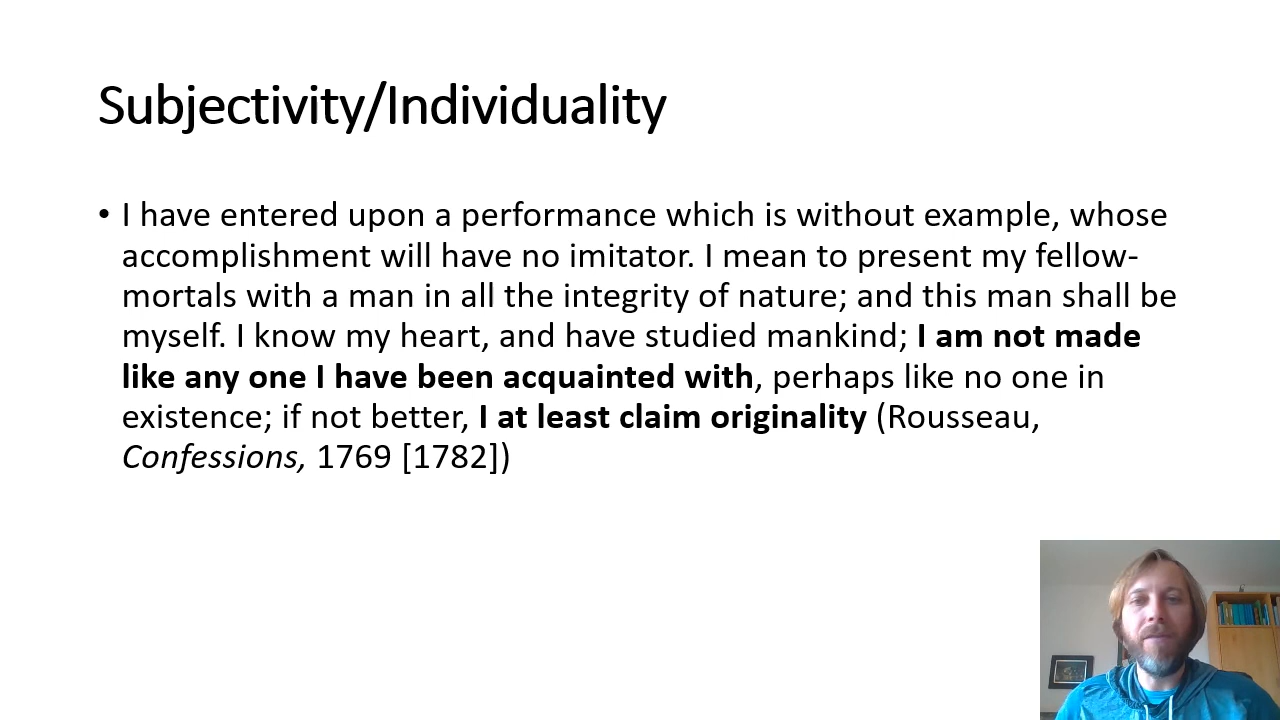 Subjectivity/Individuality
• I have entered upon a performance which is without example, whose
accomplishment will have no imitator. I mean to present my fellow-
mortals with a man in all the integrity of nature; and this man shall be
myself. I know my heart, and have studied mankind; I am not made
like any one I have been acquainted with, perhaps like no one in
existence; if not better, I at least claim originality (Rousseau,
Confessions, 1769 [1782])